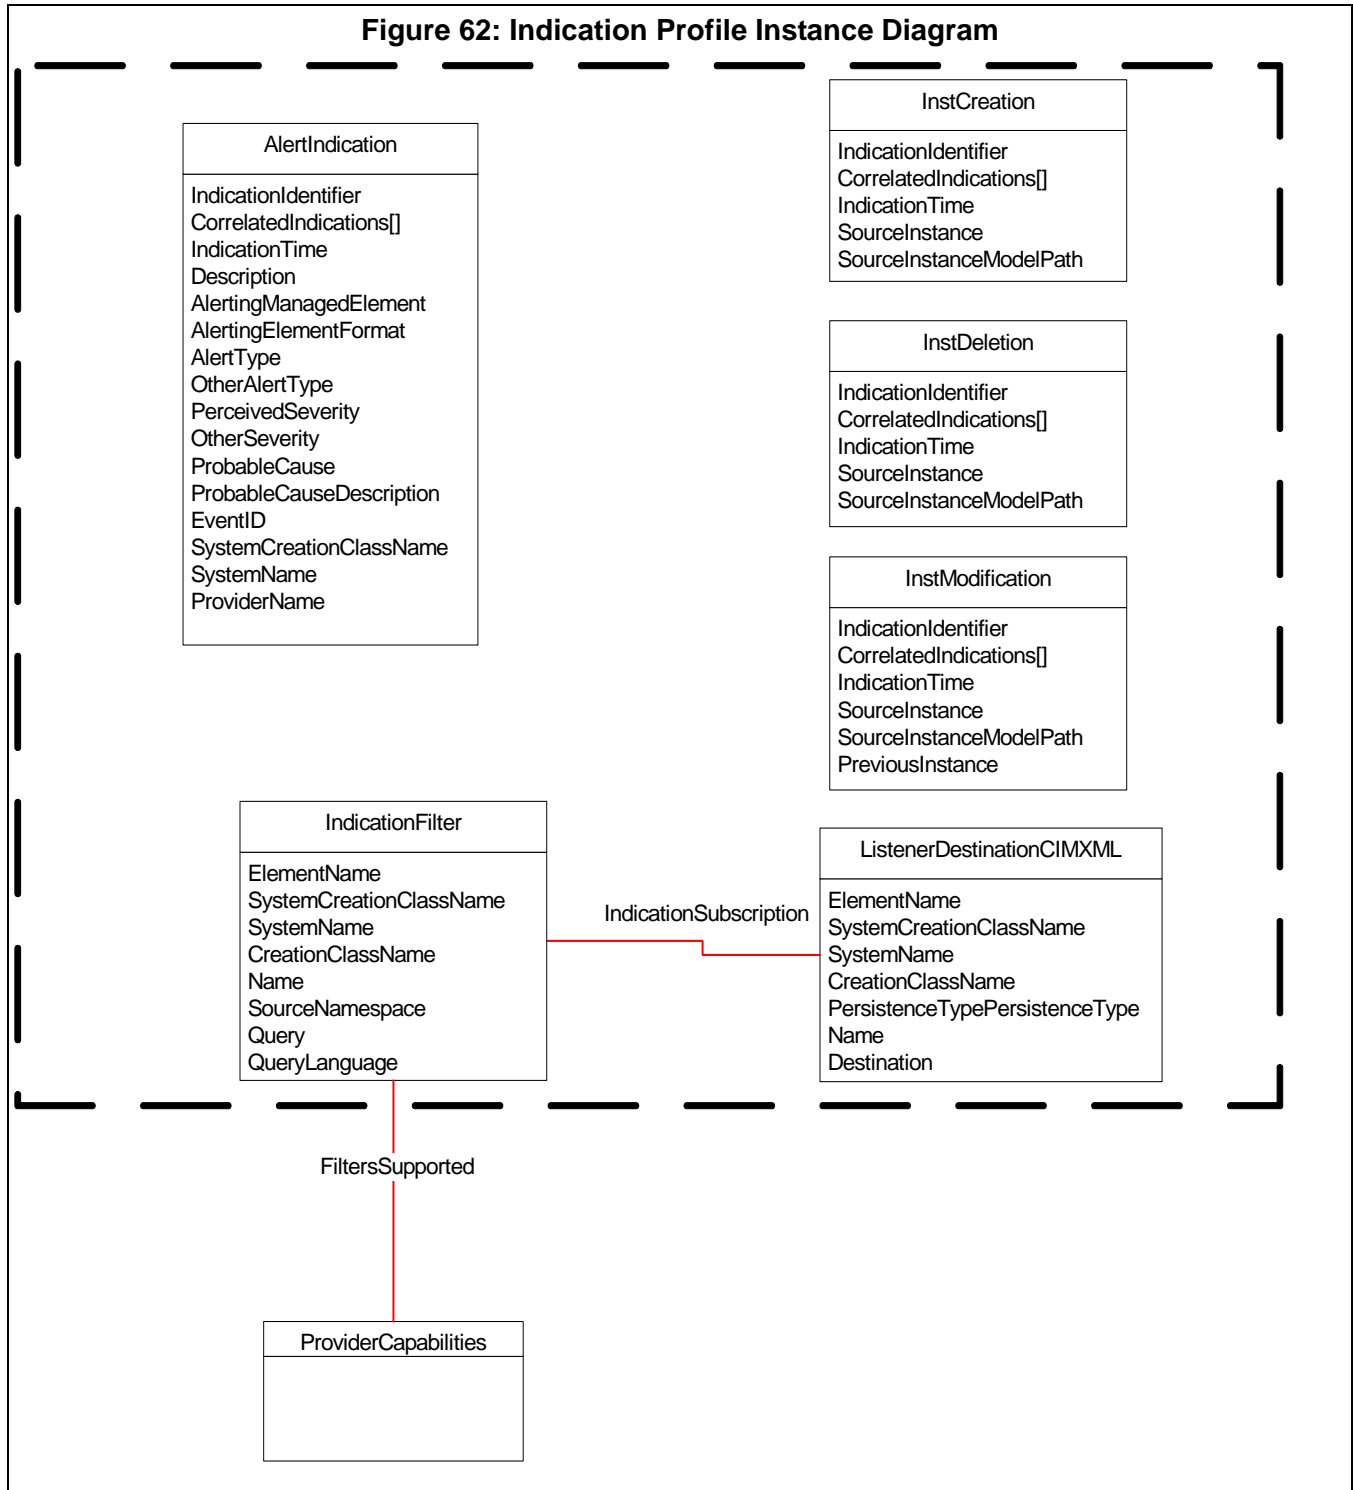 Figure 62: Indication Profile Instance Diagram
AlertIndication
IndicationIdentifier
CorrelatedIndications[]
IndicationTime
Description
AlertingManagedElement
AlertingElementFormat
AlertType
OtherAlertType
PerceivedSeverity
OtherSeverity
ProbableCause
ProbableCauseDescription
EventID
SystemCreationClassName
SystemName
ProviderName
InstCreation
IndicationIdentifier
CorrelatedIndications[]
IndicationTime
SourceInstance
SourceInstanceModelPath
InstDeletion
IndicationIdentifier
CorrelatedIndications[]
IndicationTime
SourceInstance
SourceInstanceModelPath
InstModification
IndicationIdentifier
CorrelatedIndications[]
IndicationTime
SourceInstance
SourceInstanceModelPath
PreviousInstance
IndicationFilter
ElementName
SystemCreationClassName
SystemName
CreationClassName
Name
SourceNamespace
Query
QueryLanguage
IndicationSubscription
ListenerDestinationCIMXML
ElementName
SystemCreationClassName
SystemName
CreationClassName
PersistenceTypePersistenceType
Name
Destination
FiltersSupported
ProviderCapabilities